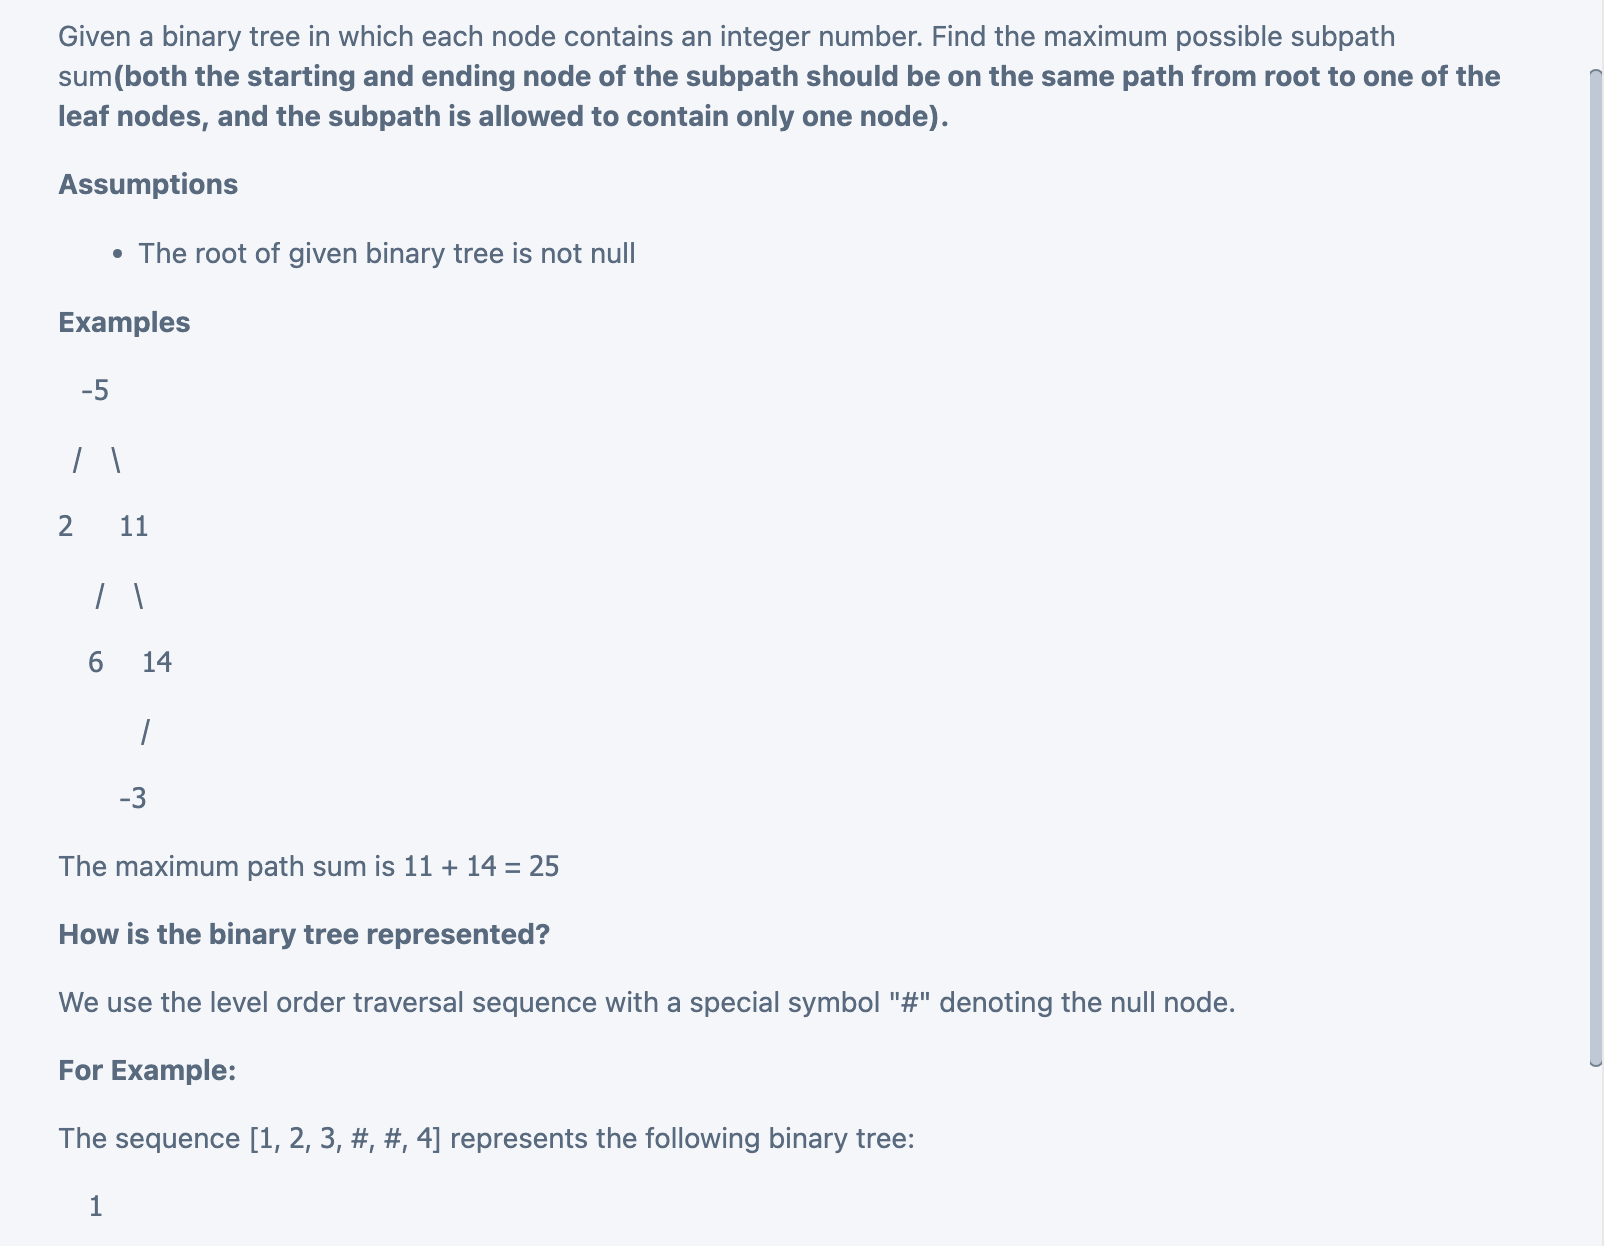 Given a binary tree in which each node contains an integer number. Find the maximum possible subpath
sum(both the starting and ending node of the subpath should be on the same path from root to one of the
leaf nodes, and the subpath is allowed to contain only one node).
Assumptions
• The root of given binary tree is not null
Examples
-5
/ \
2 11
/ \
6 14
/
-3
The maximum path sum is 11 + 14 = 25
How is the binary tree represented?
We use the level order traversal sequence with a special symbol "#" denoting the null node.
For Example:
The sequence [1, 2, 3, #, #, 4] represents the following binary tree:
1